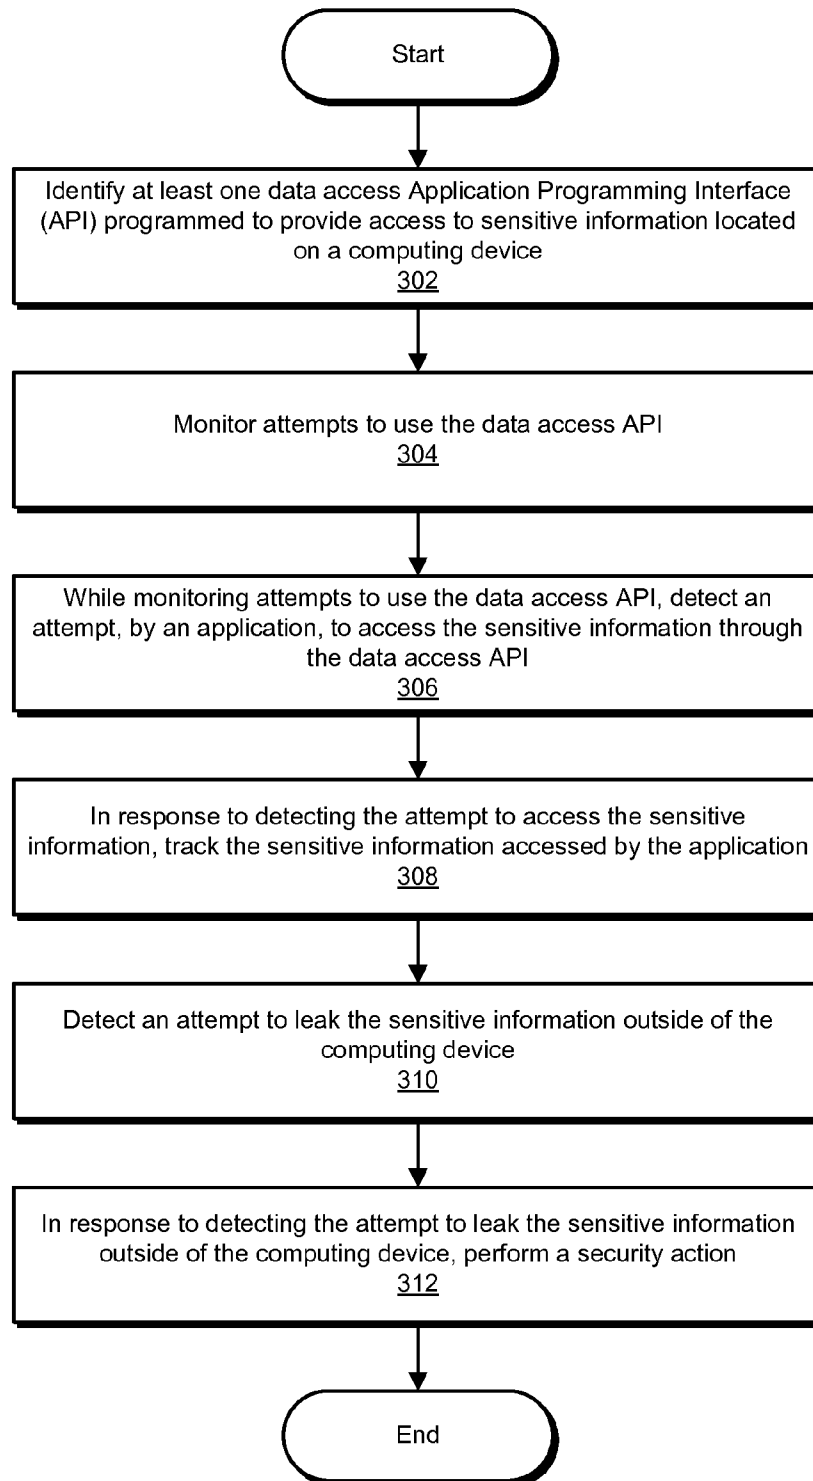 Start
Identify at least one data access Application Programming Interface
(API) programmed to provide access to sensitive information located
on a computing device
302
Monitor attempts to use the data access API
304
While monitoring attempts to use the data access API, detect an
attempt, by an application, to access the sensitive information through
the data access API
306
In response to detecting the attempt to access the sensitive
information, track the sensitive information accessed by the application
308
Detect an attempt to leak the sensitive information outside of the
computing device
310
In response to detecting the attempt to leak the sensitive information
outside of the computing device, perform a security action
312
End